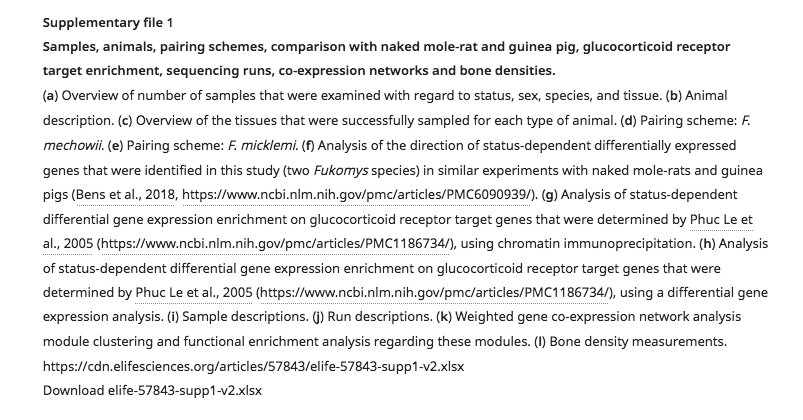 Supplementary file 1
Samples, animals, pairing schemes, comparison with naked mole-rat and guinea pig, glucocorticoid receptor
target enrichment, sequencing runs, co-expression networks and bone densities.
(a) Overview of number of samples that were examined with regard to status, sex, species, and tissue. (b) Animal
description. (c) Overview of the tissues that were successfully sampled for each type of animal. (d) Pairing scheme: F.
mechowii. (e) Pairing scheme: F. micklemi. (f) Analysis of the direction of status-dependent differentially expressed
genes that were identified in this study (two Fukomys species) in similar experiments with naked mole-rats and guinea
pigs (Bens et al., 2018, https://www.ncbi.nlm.nih.gov/pmc/articles/PMC6090939/). (g) Analysis of status-dependent
differential gene expression enrichment on glucocorticoid receptor target genes that were determined by Phuc Le et
al., 2005 (https://www.ncbi.nlm.nih.gov/pmc/articles/PMC1186734/), using chromatin immunoprecipitation. (h) Analysis
of status-dependent differential gene expression enrichment on glucocorticoid receptor target genes that were
determined by Phuc Le et al., 2005 (https://www.ncbi.nlm.nih.gov/pmc/articles/PMC1186734/), using a differential gene
expression analysis. (i) Sample descriptions. (j) Run descriptions. (k) Weighted gene co-expression network analysis
module clustering and functional enrichment analysis regarding these modules. (l) Bone density measurements.
https://cdn.elifesciences.org/articles/57843/elife-57843-supp1-v2.xlsx
Download elife-57843-supp1-v2.xlsx